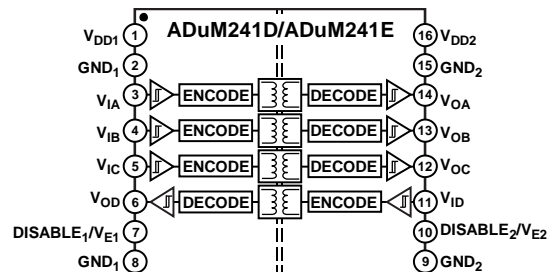 ADuM241D/ADuM241E
VDD1 1 16 VDD2
GND1 2 15 GND2
VIA 3 ENCODE DECODE 14 VOA
VIB 4 ENCODE DECODE 13 VOB
VIC 5 ENCODE DECODE 12 VOC
VOD 6 DECODE ENCODE 11 VID
DISABLE1/VE1 7 10 DISABLE2/VE2
GND1 8 9 GND2